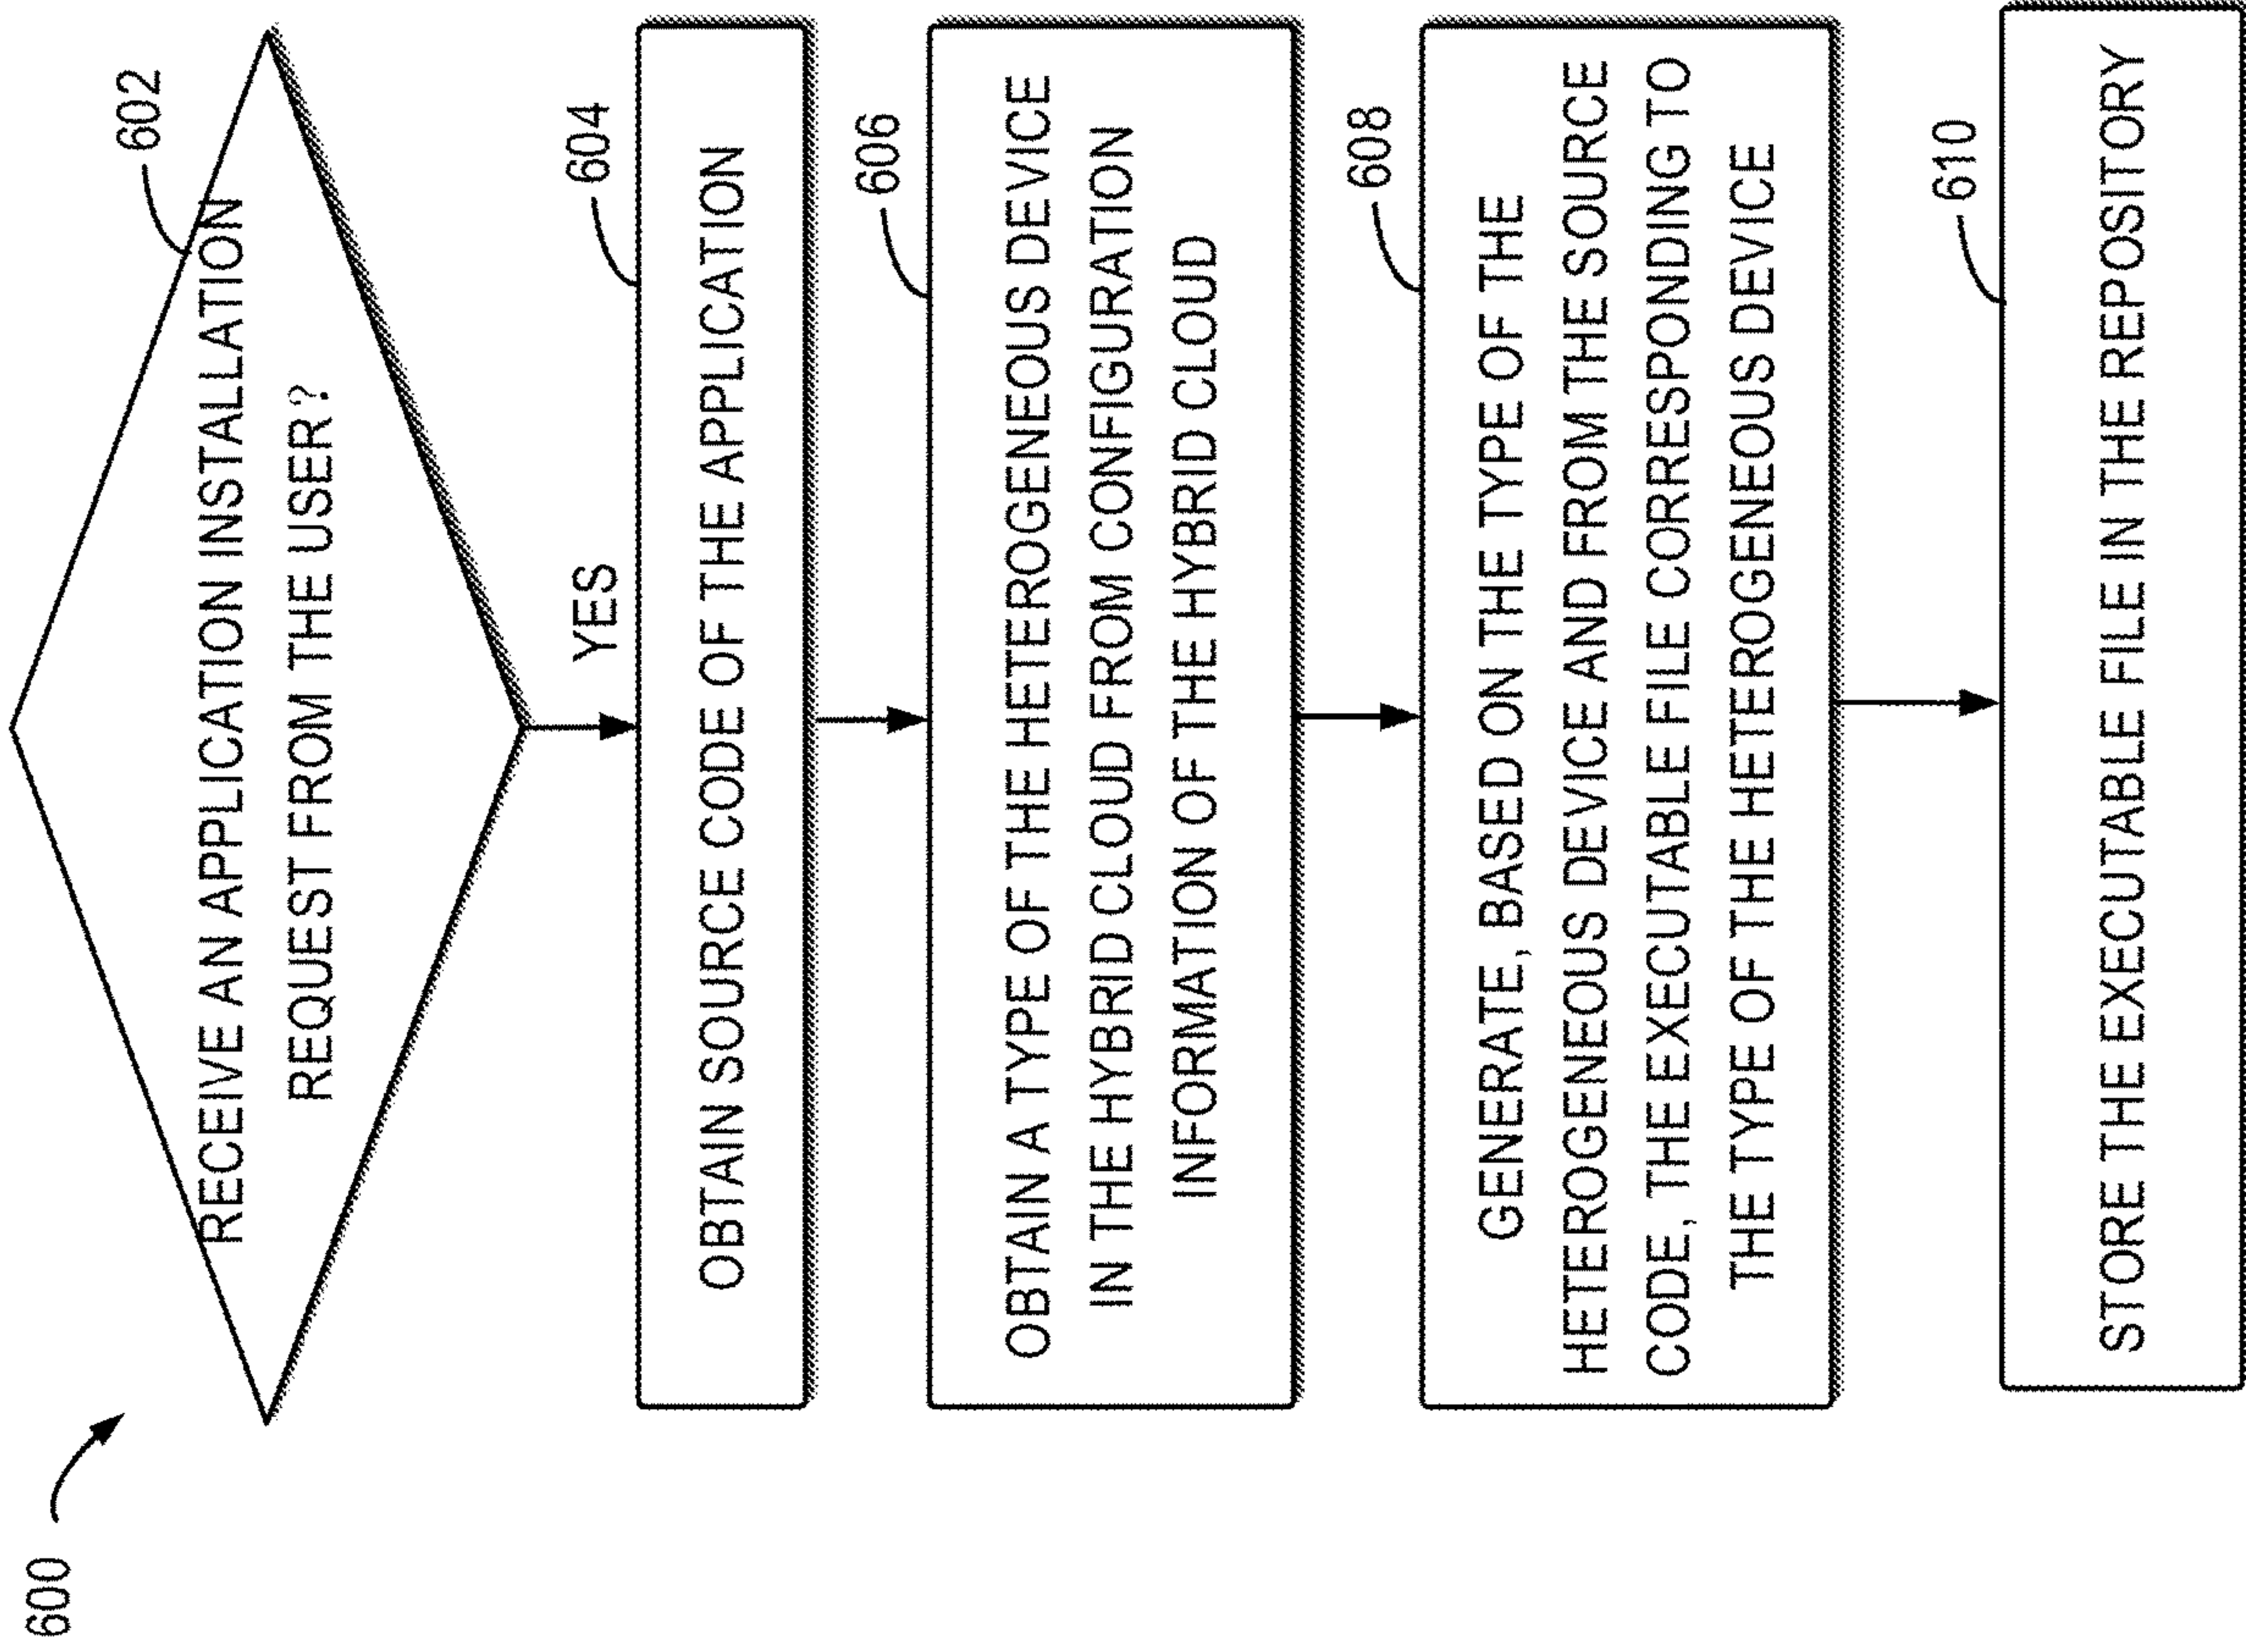 600
602
RECEIVE AN APPLICATION INSTALLATION
REQUEST FROM THE USER?
YES
604
OBTAIN SOURCE CODE OF THE APPLICATION
606
OBTAIN A TYPE OF THE HETEROGENEOUS DEVICE
IN THE HYBRID CLOUD FROM CONFIGURATION
INFORMATION OF THE HYBRID CLOUD
608
GENERATE, BASED ON THE TYPE OF THE
HETEROGENEOUS DEVICE AND FROM THE SOURCE
CODE, THE EXECUTABLE FILE CORRESPONDING TO
THE TYPE OF THE HETEROGENEOUS DEVICE
610
STORE THE EXECUTABLE FILE IN THE REPOSITORY